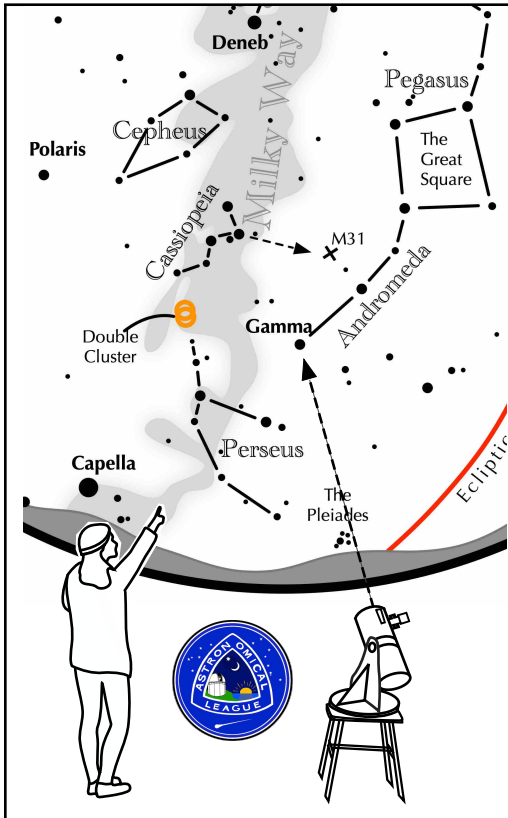 Deneb
Pegasus
Milky Way
Cepheus
The
Great
Square
Polaris
Cassiopeia
M31
Andromeda
Double
Cluster
Gamma
Perseus
Ecliptic
Capella
The
Pleiades
ASTRONOMICAL
LEAGUE